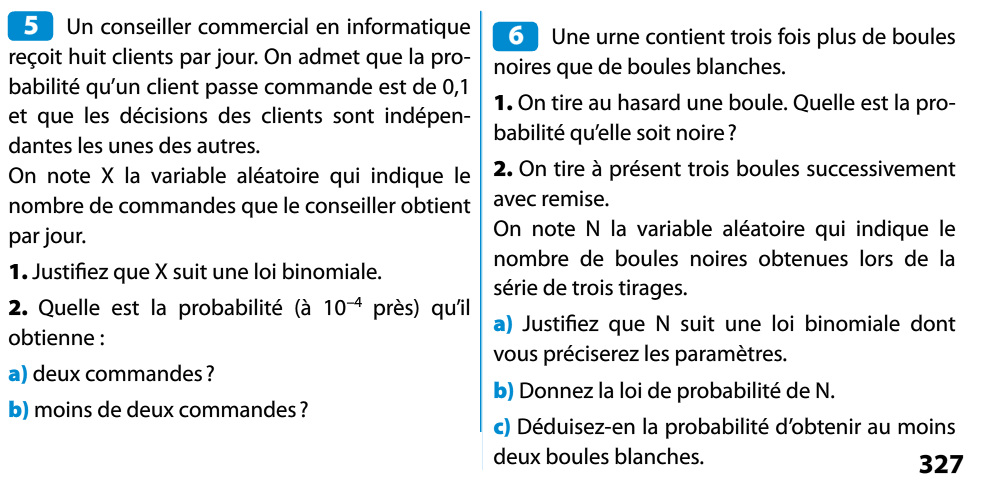 5 Un conseiller commercial en informatique
reçoit huit clients par jour. On admet que la pro-
babilité qu'un client passe commande est de 0,1
et que les décisions des clients sont indépen-
dantes les unes des autres.
On note X la variable aléatoire qui indique le
nombre de commandes que le conseiller obtient
par jour.
1. Justifiez que X suit une loi binomiale.
2. Quelle est la probabilité (à 10⁻⁴ près) qu'il
obtienne :
a) deux commandes ?
b) moins de deux commandes ?
6 Une urne contient trois fois plus de boules
noires que de boules blanches.
1. On tire au hasard une boule. Quelle est la pro-
babilité qu'elle soit noire ?
2. On tire à présent trois boules successivement
avec remise.
On note N la variable aléatoire qui indique le
nombre de boules noires obtenues lors de la
série de trois tirages.
a) Justifiez que N suit une loi binomiale dont
vous préciserez les paramètres.
b) Donnez la loi de probabilité de N.
c) Déduisez-en la probabilité d'obtenir au moins
deux boules blanches.
327